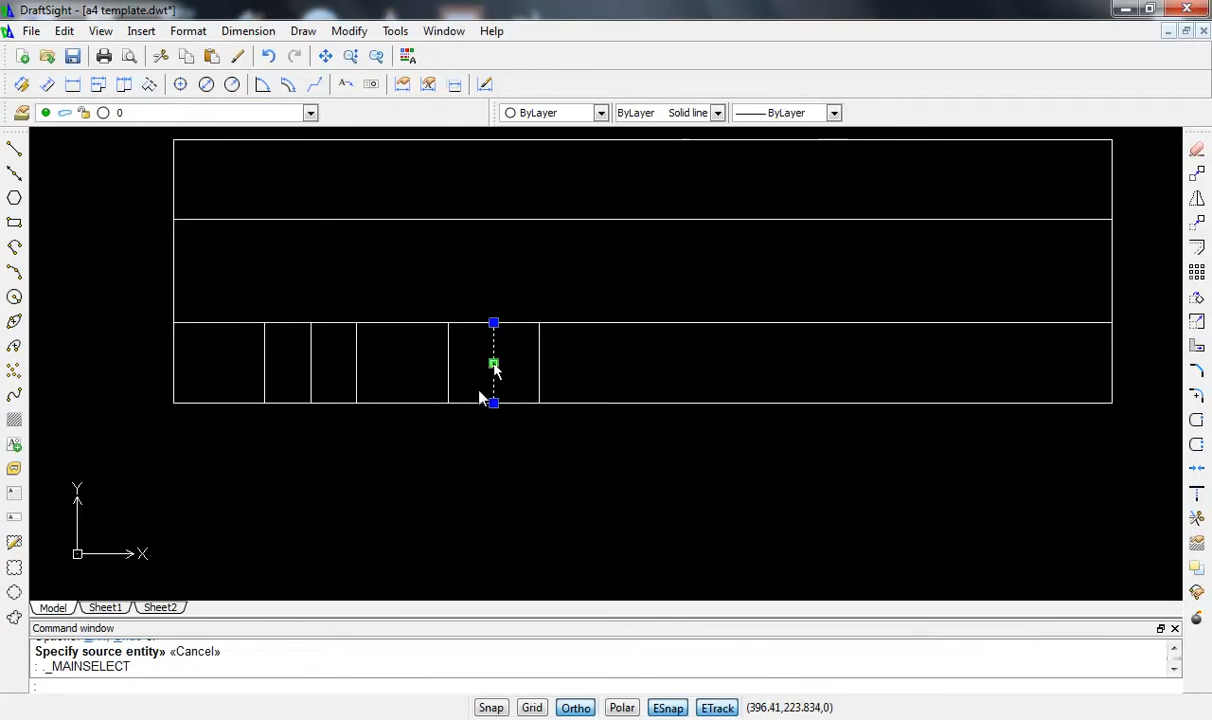 DraftSight - [a4 template.dwt*]
File Edit View Insert Format Dimension Draw Modify Tools Window Help
0 ByLayer ByLayer Solid line ByLayer
Y
X
Model Sheet1 Sheet2
Command window
Specify source entity» «Cancel»
: ._MAINSELECT
:
Snap Grid Ortho Polar ESnap ETrack (396.41,223.834,0)